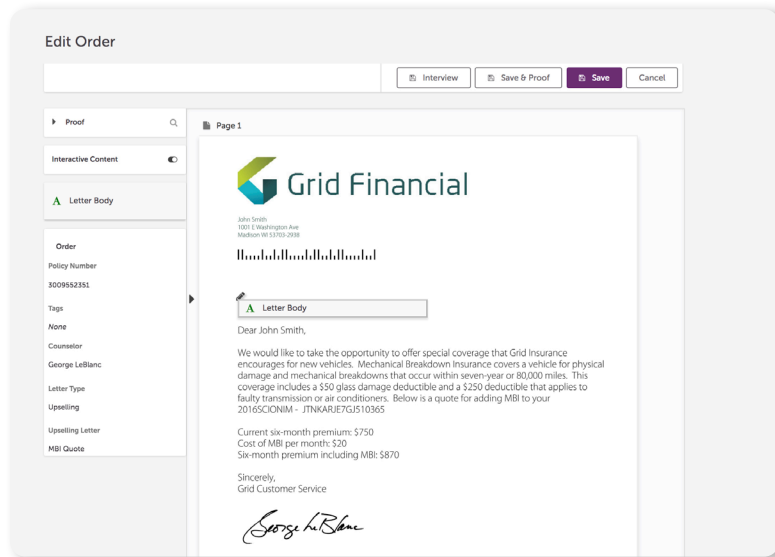 Edit Order
Interview
Save & Proof
Save
Cancel
Proof
Interactive Content
A Letter Body
Order
Policy Number
3009552351
Tags
None
Counselor
George LeBlanc
Letter Type
Upselling
Upselling Letter
MBI Quote
Page 1
Grid Financial
John Smith
1001 E Washington Ave
Madison WI 53703-2938
A Letter Body
Dear John Smith,
We would like to take the opportunity to offer special coverage that Grid Insurance
encourages for new vehicles. Mechanical Breakdown Insurance covers a vehicle for physical
damage and mechanical breakdowns that occur within seven-year or 80,000 miles. This
coverage includes a $50 glass damage deductible and a $250 deductible that applies to
faulty transmission or air conditioners. Below is a quote for adding MBI to your
2016SCIONIM - JTNKARJE7GJ510365
Current six-month premium: $750
Cost of MBI per month: $20
Six-month premium including MBI: $870
Sincerely,
Grid Customer Service
George LeBlanc